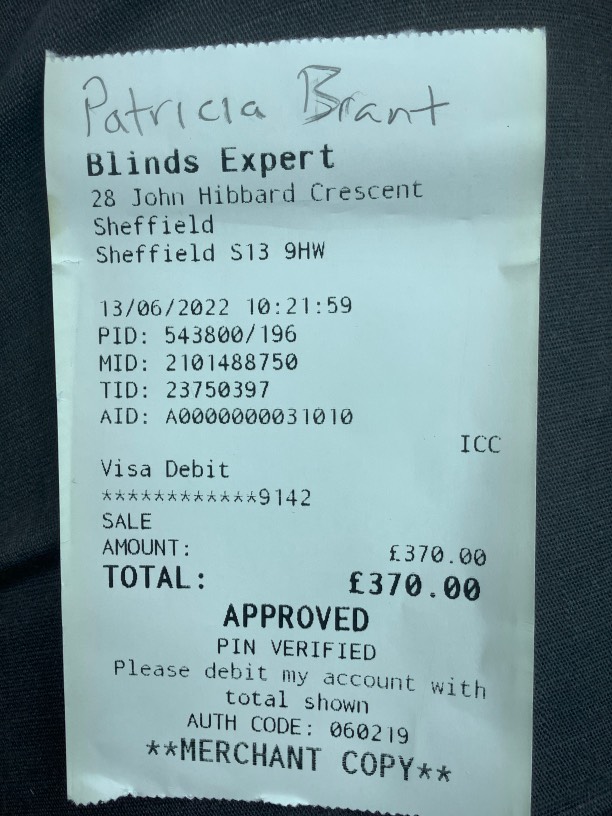 Patricia Brant
Blinds Expert
28 John Hibbard Crescent
Sheffield
Sheffield S13 9HW
13/06/2022 10:21:59
PID: 543800/196
MID: 2101488750
TID: 23750397
AID: A0000000031010
ICC
Visa Debit
************9142
SALE
AMOUNT: £370.00
TOTAL: £370.00
APPROVED
PIN VERIFIED
Please debit my account with
total shown
AUTH CODE: 060219
**MERCHANT COPY**